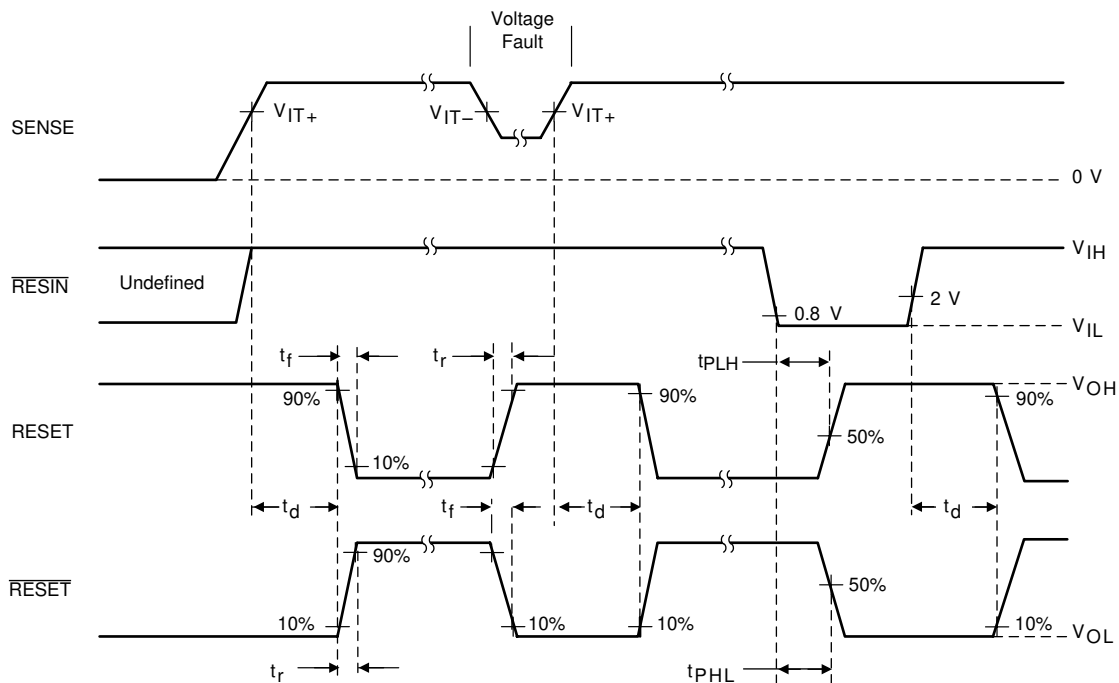 Voltage
Fault
SENSE
VIT+
VIT–
VIT+
0 V
RESIN
Undefined
VIH
0.8 V
2 V
VIL
tf
tr
tPLH
VOH
RESET
90%
10%
90%
50%
90%
td
tf
td
td
RESET
90%
50%
10%
10%
10%
10%
VOL
tr
tPHL